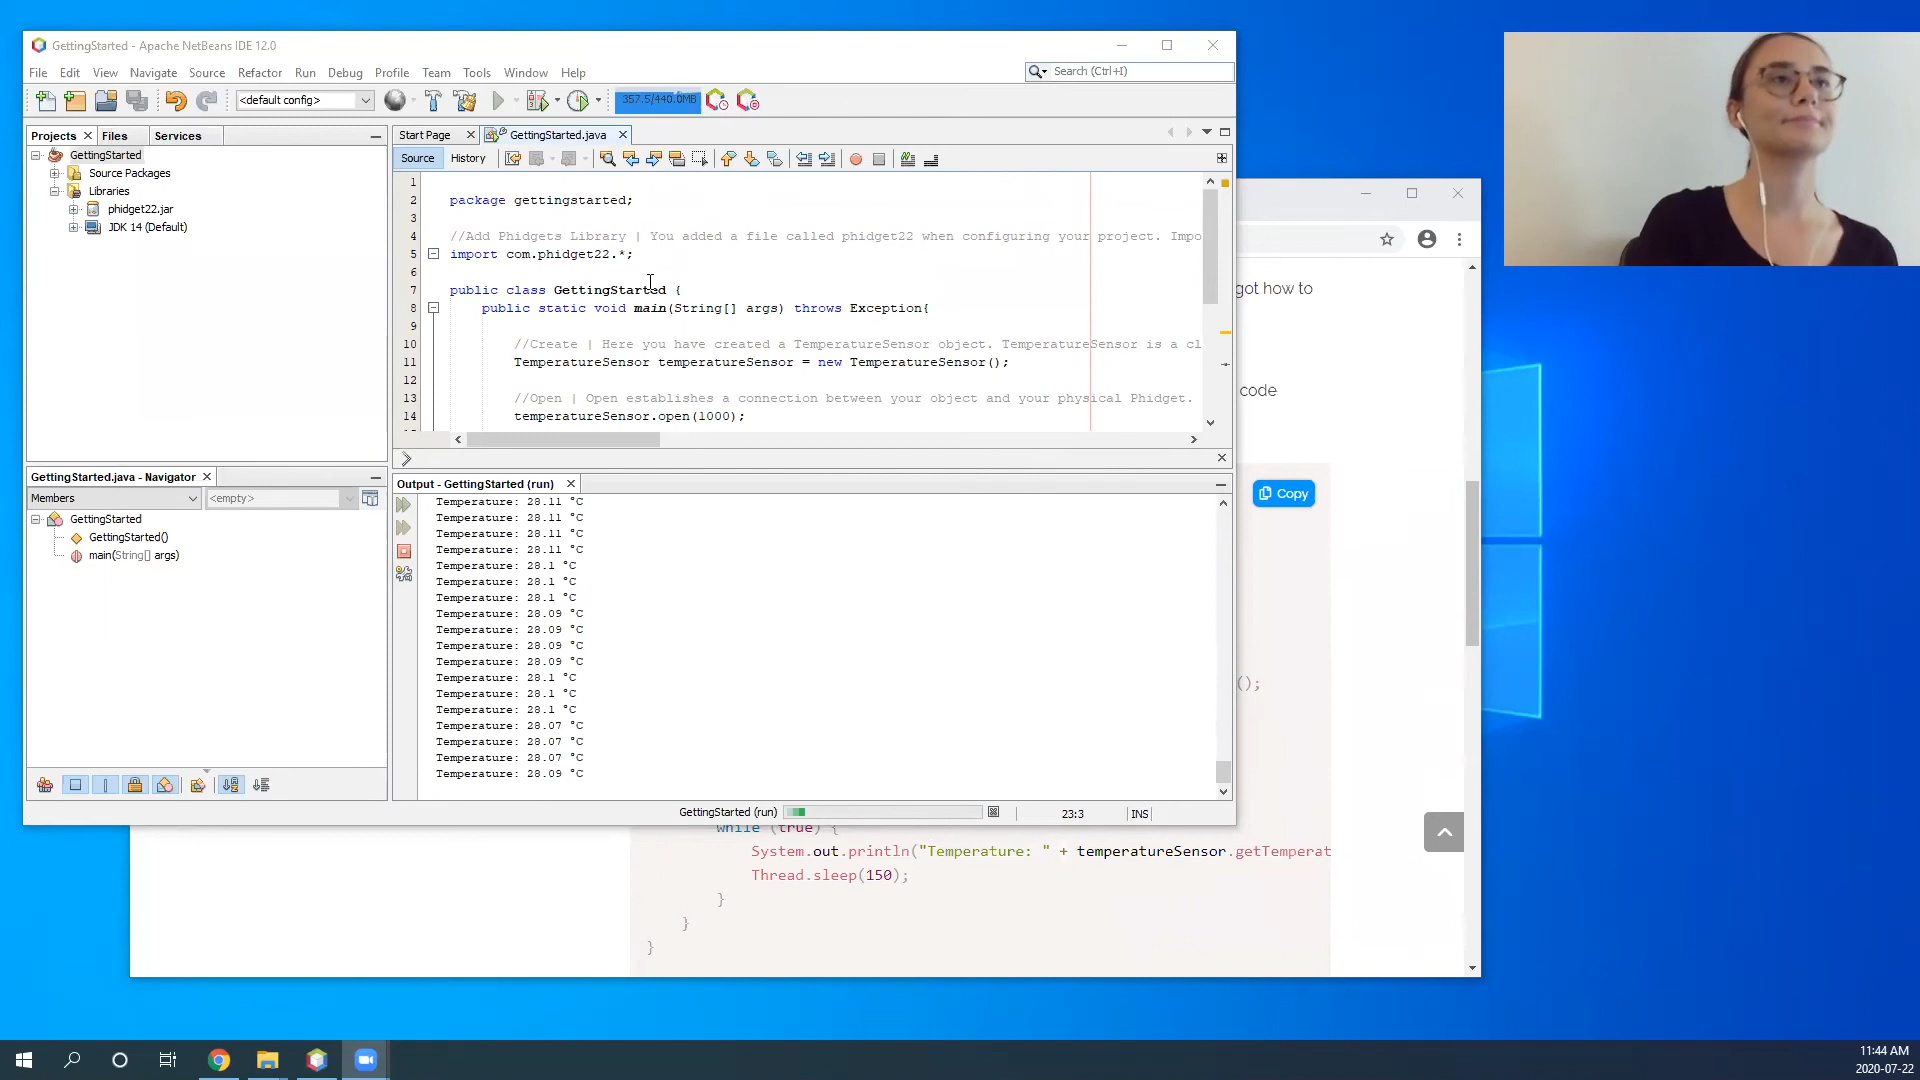 GettingStarted - Apache NetBeans IDE 12.0
File Edit View Navigate Source Refactor Run Debug Profile Team Tools Window Help
Search (Ctrl+I)
<default config>
357.5/440.0MB
Projects Files Services
GettingStarted
Source Packages
Libraries
phidget22.jar
JDK 14 (Default)
Start Page GettingStarted.java
Source History
1
2 package gettingstarted;
3
4 //Add Phidgets Library | You added a file called phidget22 when configuring your project. Impo
5 import com.phidget22.*;
6
7 public class GettingStarted {
8 public static void main(String[] args) throws Exception{
9
10 //Create | Here you have created a TemperatureSensor object. TemperatureSensor is a cl
11 TemperatureSensor temperatureSensor = new TemperatureSensor();
12
13 //Open | Open establishes a connection between your object and your physical Phidget.
14 temperatureSensor.open(1000);
GettingStarted.java - Navigator
Members <empty>
GettingStarted
GettingStarted()
main(String[] args)
Output - GettingStarted (run)
Temperature: 28.11 °C
Temperature: 28.11 °C
Temperature: 28.11 °C
Temperature: 28.11 °C
Temperature: 28.1 °C
Temperature: 28.1 °C
Temperature: 28.1 °C
Temperature: 28.09 °C
Temperature: 28.09 °C
Temperature: 28.09 °C
Temperature: 28.09 °C
Temperature: 28.1 °C
Temperature: 28.1 °C
Temperature: 28.1 °C
Temperature: 28.07 °C
Temperature: 28.07 °C
Temperature: 28.07 °C
Temperature: 28.09 °C
GettingStarted (run) 23:3 INS
got how to
code
Copy
();
while (true) {
System.out.println("Temperature: " + temperatureSensor.getTemperat
Thread.sleep(150);
}
}
}
11:44 AM
2020-07-22